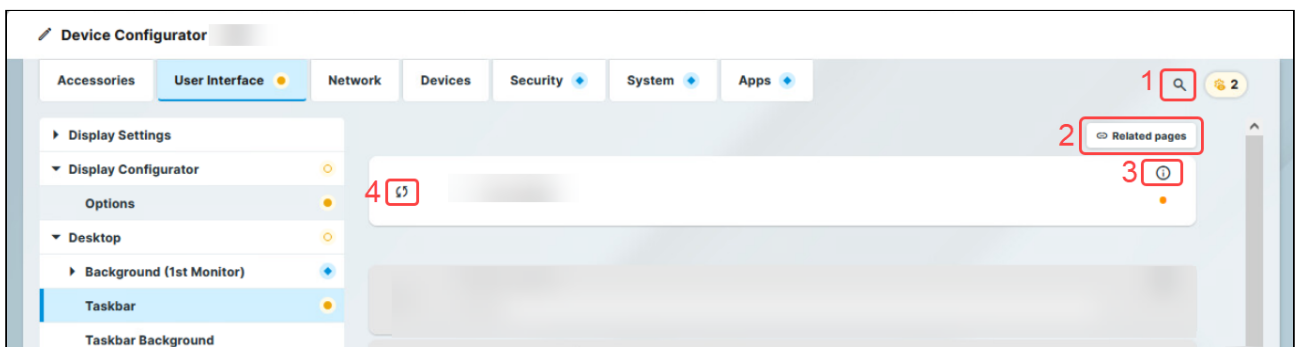 Device Configurator
Accessories User Interface Network Devices Security System Apps 1 2
Display Settings 2 Related pages
Display Configurator 3
4
Options
Desktop
Background (1st Monitor)
Taskbar
Taskbar Background